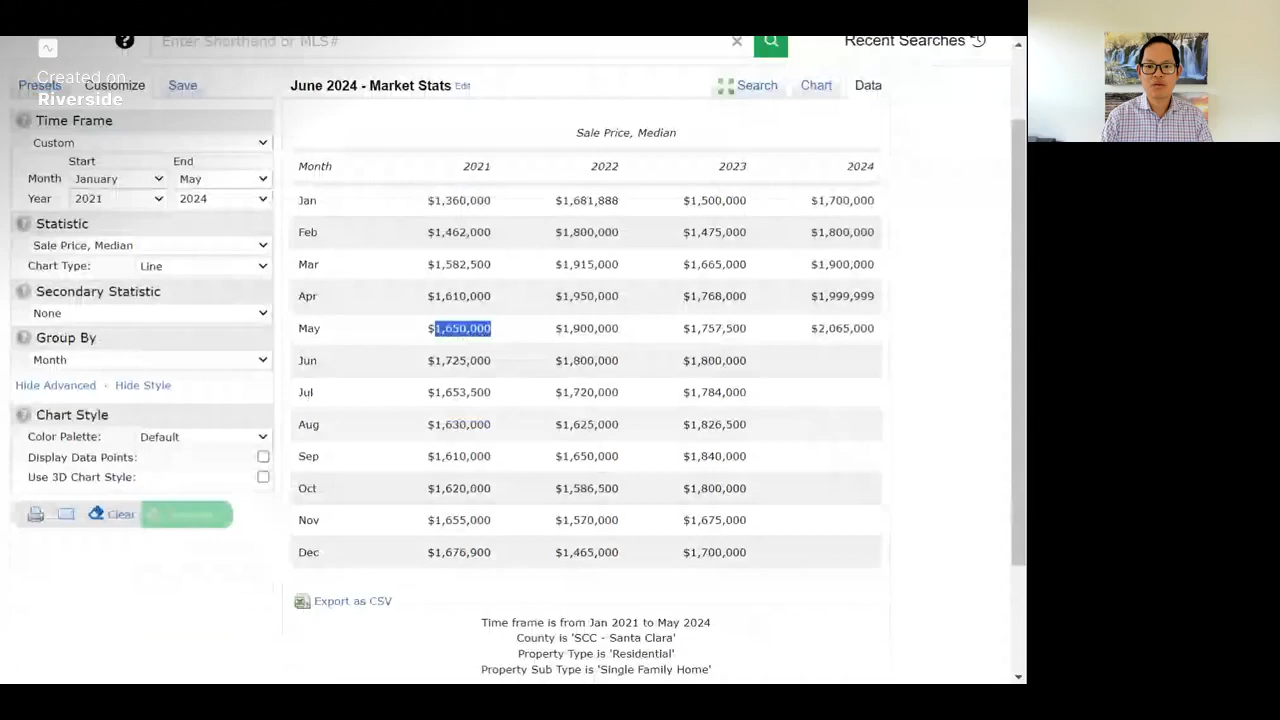 Enter Shorthand or MLS#
Recent Searches
Created on
Riverside
Presets Customize Save
June 2024 - Market Stats Edit
Search Chart Data
Time Frame
Custom
Start End
Month January May
Year 2021 2024
Statistic
Sale Price, Median
Chart Type: Line
Secondary Statistic
None
Group By
Month
Hide Advanced · Hide Style
Chart Style
Color Palette: Default
Display Data Points:
Use 3D Chart Style:
Clear
Sale Price, Median
Month 2021 2022 2023 2024
Jan $1,360,000 $1,681,888 $1,500,000 $1,700,000
Feb $1,462,000 $1,800,000 $1,475,000 $1,800,000
Mar $1,582,500 $1,915,000 $1,665,000 $1,900,000
Apr $1,610,000 $1,950,000 $1,768,000 $1,999,999
May $1,650,000 $1,900,000 $1,757,500 $2,065,000
Jun $1,725,000 $1,800,000 $1,800,000
Jul $1,653,500 $1,720,000 $1,784,000
Aug $1,630,000 $1,625,000 $1,826,500
Sep $1,610,000 $1,650,000 $1,840,000
Oct $1,620,000 $1,586,500 $1,800,000
Nov $1,655,000 $1,570,000 $1,675,000
Dec $1,676,900 $1,465,000 $1,700,000
Export as CSV
Time frame is from Jan 2021 to May 2024
County is 'SCC - Santa Clara'
Property Type is 'Residential'
Property Sub Type is 'Single Family Home'